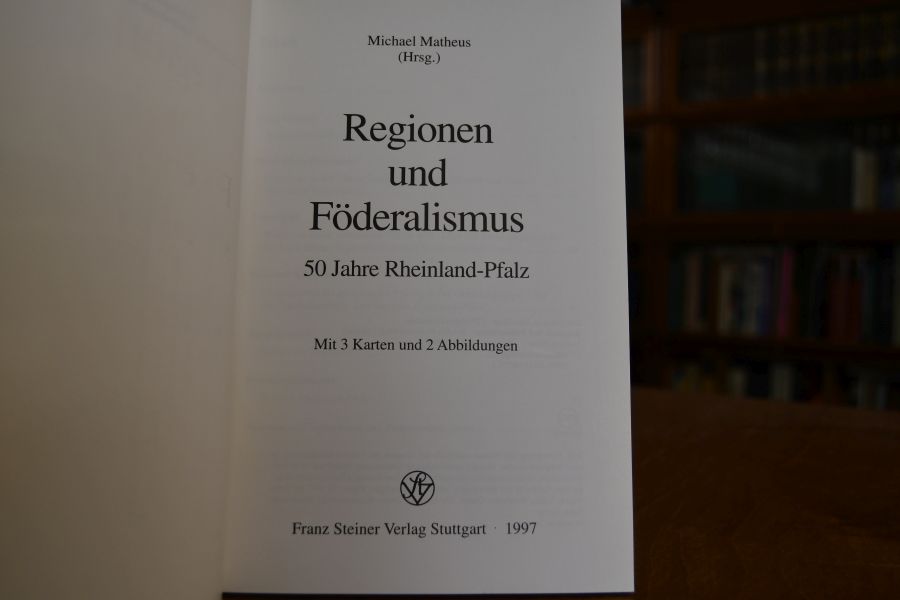 Michael Matheus
(Hrsg.)
Regionen
und
Föderalismus
50 Jahre Rheinland-Pfalz
Mit 3 Karten und 2 Abbildungen
Franz Steiner Verlag Stuttgart · 1997